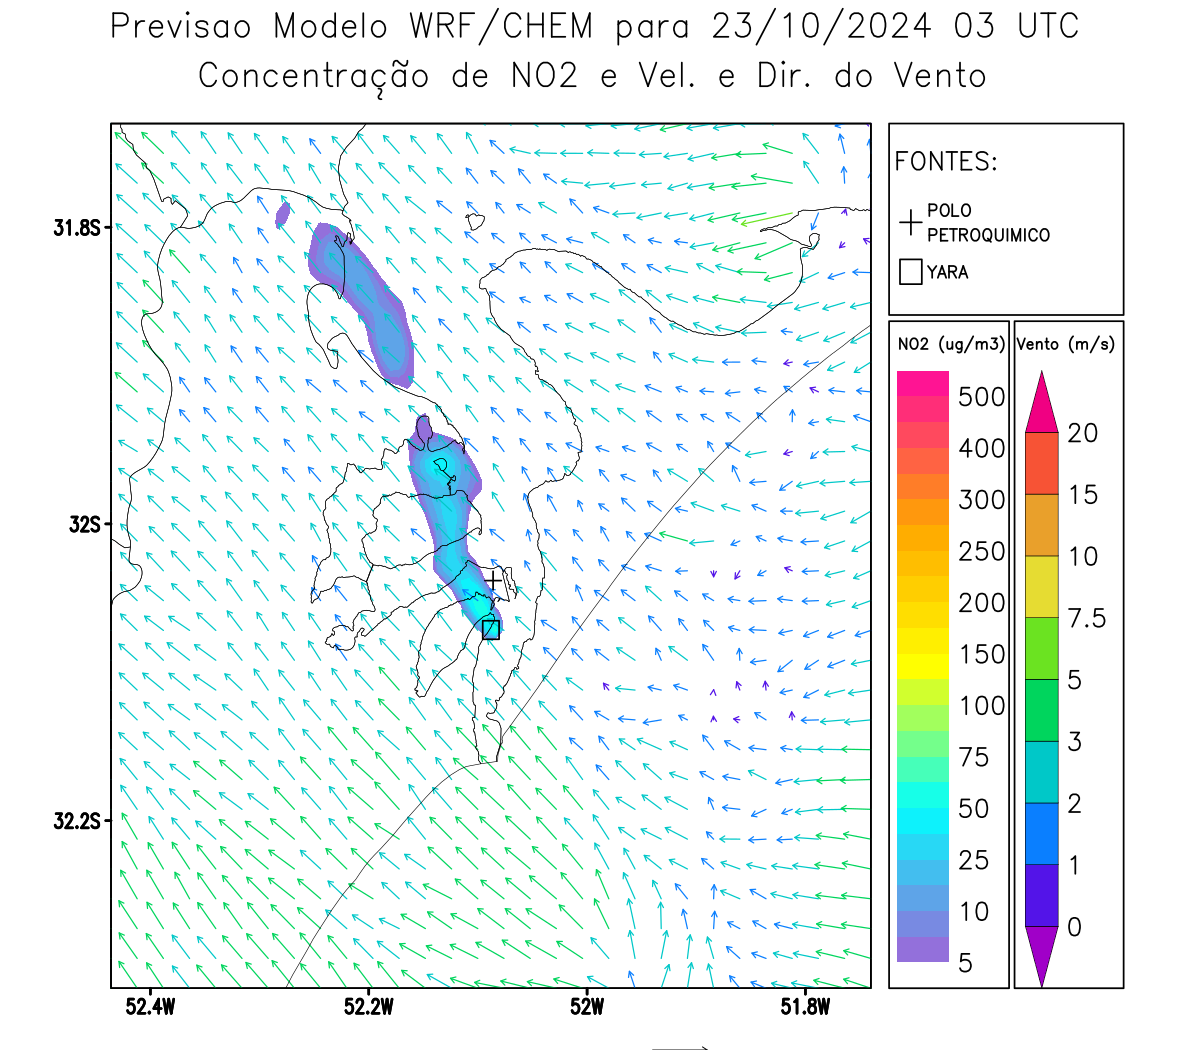 Previsao Modelo WRF/CHEM para 23/10/2024 03 UTC
Concentração de NO2 e Vel. e Dir. do Vento
FONTES:
POLO
PETROQUIMICO
YARA
NO2 (ug/m3)
500
400
300
250
200
150
100
75
50
25
10
5
Vento (m/s)
20
15
10
7.5
5
3
2
1
0
31.8S
32S
32.2S
52.4W
52.2W
52W
51.8W